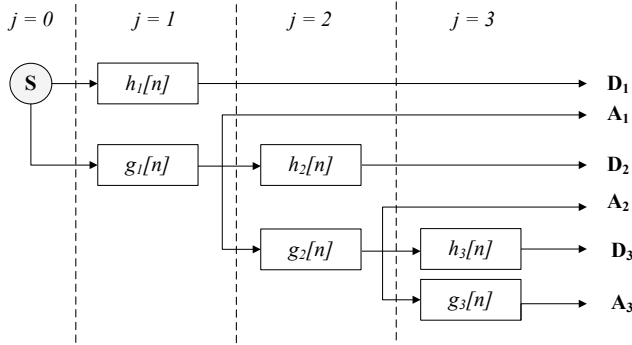 j = 0 j = 1 j = 2 j = 3
S h₁[n] D₁
A₁
g₁[n] h₂[n] D₂
A₂
g₂[n] h₃[n] D₃
g₃[n] A₃